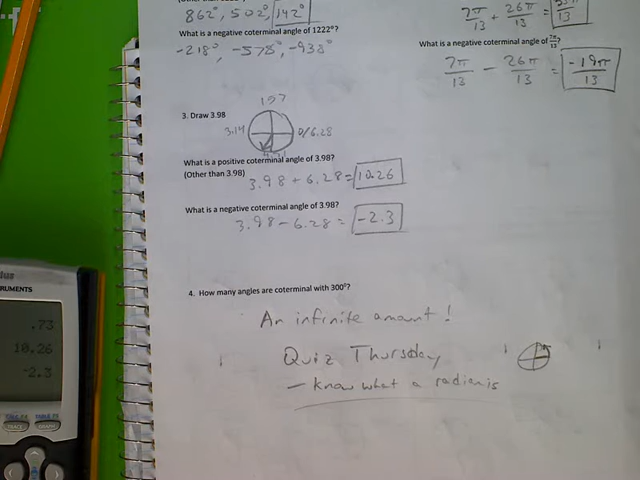 862°, 502°, 142°
What is a negative coterminal angle of 1222°?
-218°, -578°, -938°
7π/13 + 26π/13 =
What is a negative coterminal angle of 7π/13?
7π/13 - 26π/13 = -19π/13
3. Draw 3.98
1.57
3.14
0/6.28
What is a positive coterminal angle of 3.98?
(Other than 3.98)
3.98 + 6.28 = 10.26
What is a negative coterminal angle of 3.98?
3.98 - 6.28 = -2.3
4. How many angles are coterminal with 300°?
An infinite amount!
Quiz Thursday
- know what a radian is
RUMENTS
.73
10.26
-2.3
TRACE
GRAPH